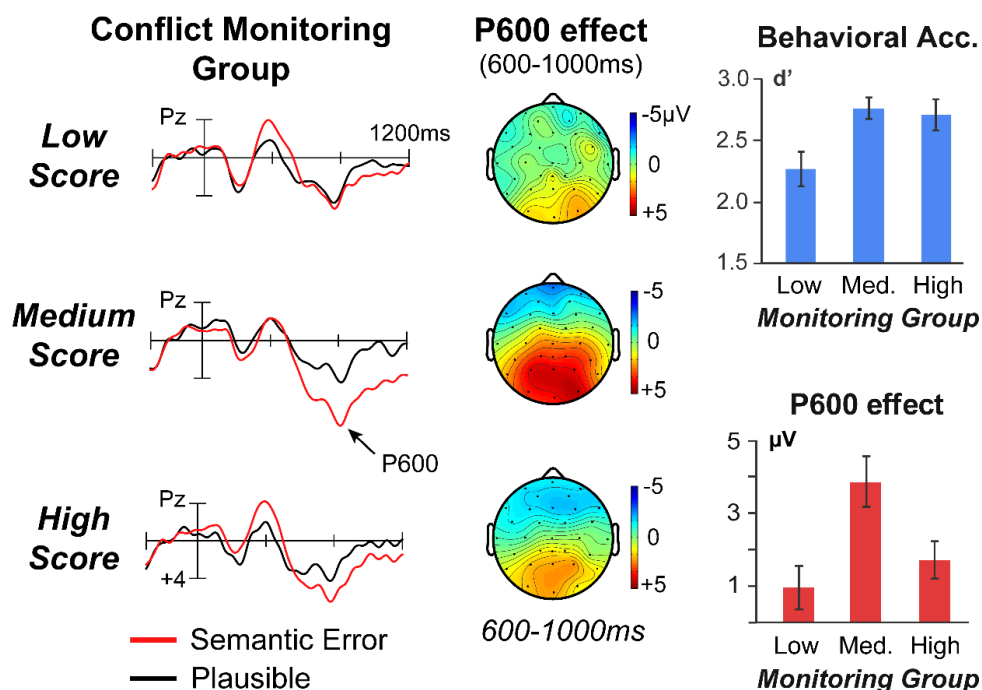 Conflict Monitoring
Group
Low
Score
Pz
1200ms
Medium
Score
Pz
P600
High
Score
Pz
+4
Semantic Error
Plausible
P600 effect
(600-1000ms)
-5µV
0
+5
-5
0
+5
-5
0
+5
600-1000ms
Behavioral Acc.
3.0
d'
2.5
2.0
1.5
Low Med. High
Monitoring Group
P600 effect
5
µV
3
1
Low Med. High
Monitoring Group